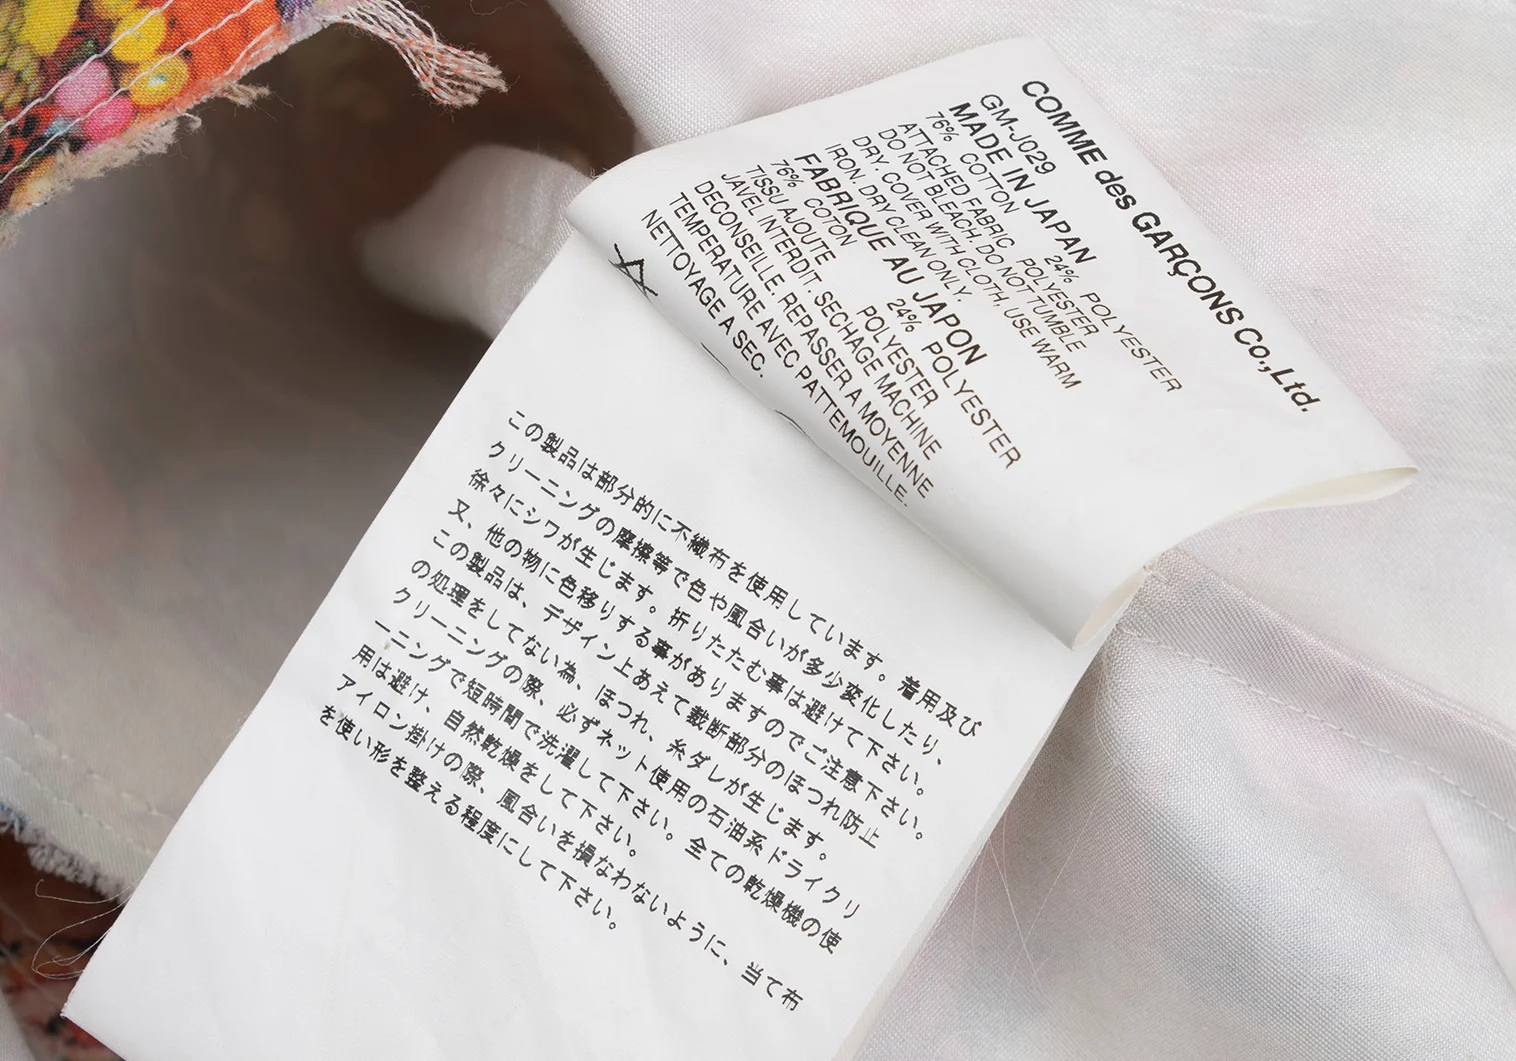 COMME des GARÇONS Co.,Ltd.
GM-J029
MADE IN JAPAN
76% COTTON 24% POLYESTER
ATTACHED FABRIC POLYESTER
DO NOT BLEACH. DO NOT TUMBLE
DRY. COVER WITH CLOTH, USE WARM
IRON. DRY CLEAN ONLY.
FABRIQUE AU JAPON
76% COTON 24% POLYESTER
TISSU AJOUTE POLYESTER
JAVEL INTERDIT. SECHAGE MACHINE
DECONSEILLE. REPASSER A MOYENNE
TEMPERATURE AVEC PATTEMOUILLE.
NETTOYAGE A SEC.
この製品は部分的に不織布を使用しています。着用及び
クリーニングの摩擦等で色や風合いが多少変化したり、
徐々にシワが生じます。折りたたむ事は避けて下さい。
又、他の物に色移りする事がありますのでご注意下さい。
この製品は、デザイン上あえて裁断部分のほつれ防止
の処理をしてない為、ほつれ、糸ダレが生じます。
クリーニングの際、必ずネット使用の石油系ドライクリ
ーニングで短時間で洗濯して下さい。全ての乾燥機の使
用は避け、自然乾燥をして下さい。
アイロン掛けの際、風合いを損なわないように、当て布
を使い形を整える程度にして下さい。